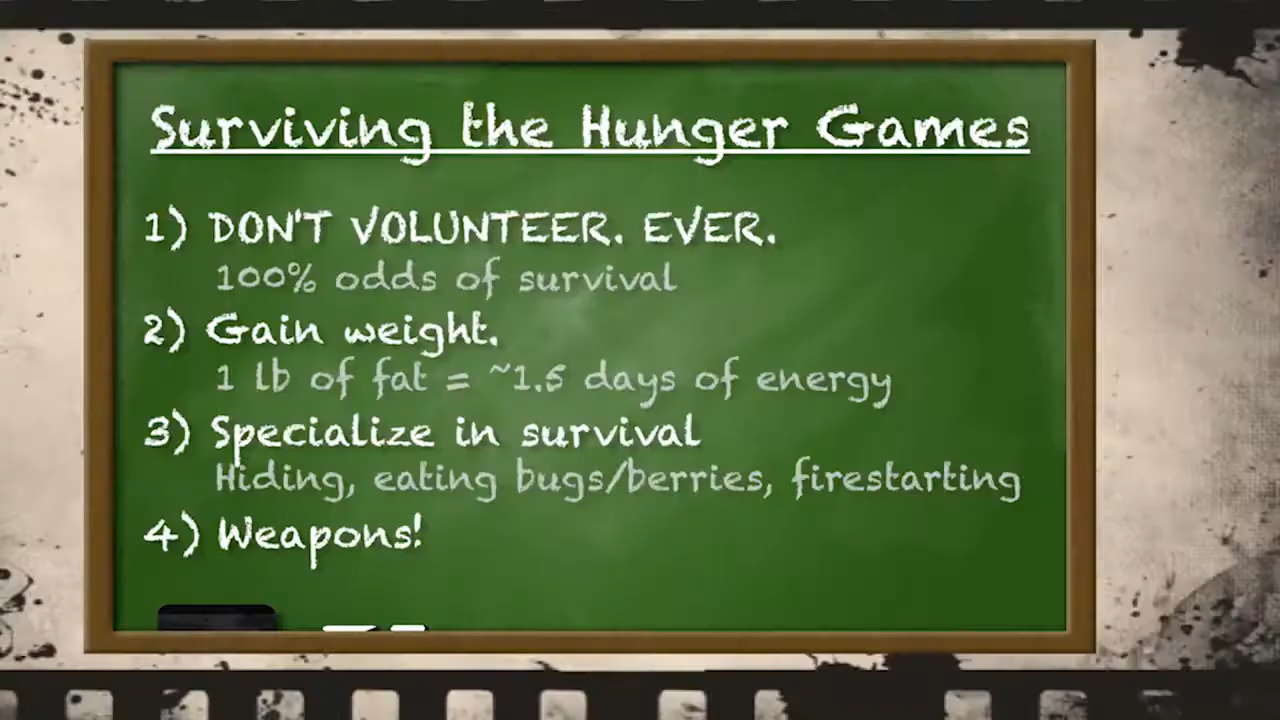 Surviving the Hunger Games
1) DON'T VOLUNTEER. EVER.
100% odds of survival
2) Gain weight.
1 lb of fat = ~1.5 days of energy
3) Specialize in survival
Hiding, eating bugs/berries, firestarting
4) Weapons!